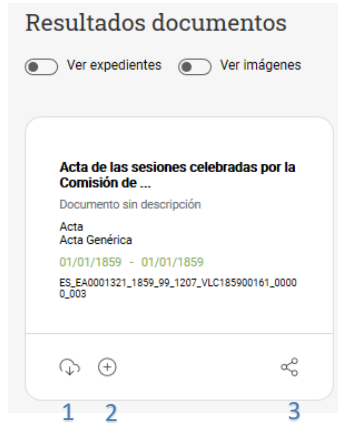 Resultados documentos
Ver expedientes Ver imágenes
Acta de las sesiones celebradas por la
Comisión de ...
Documento sin descripción
Acta
Acta Genérica
01/01/1859 - 01/01/1859
ES_EA0001321_1859_99_1207_VLC185900161_0000
0_003
1 2 3